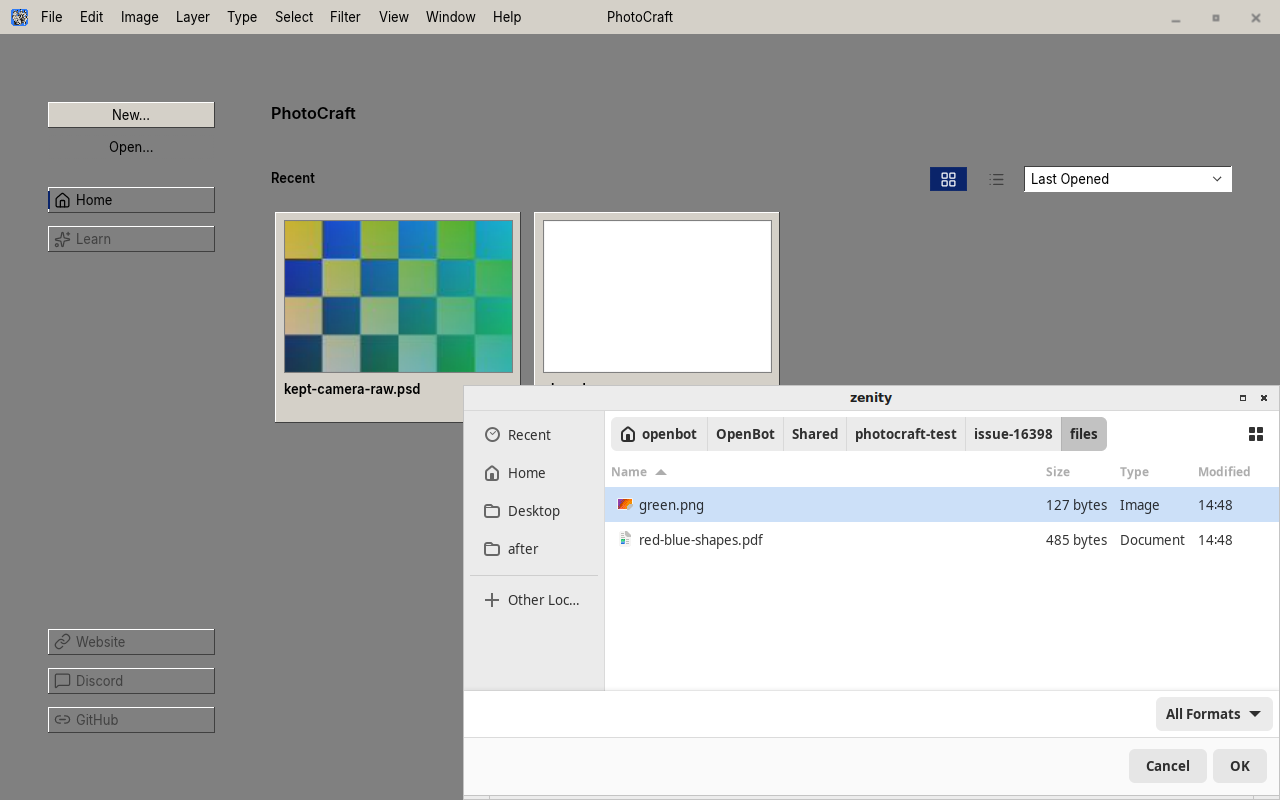 File Edit Image Layer Type Select Filter View Window Help PhotoCraft
New...
Open...
Home
Learn
Website
Discord
GitHub
PhotoCraft
Recent
Last Opened
kept-camera-raw.psd
zenity
Recent
Home
Desktop
after
Other Loc...
openbot OpenBot Shared photocraft-test issue-16398 files
Name Size Type Modified
green.png 127 bytes Image 14:48
red-blue-shapes.pdf 485 bytes Document 14:48
All Formats
Cancel OK